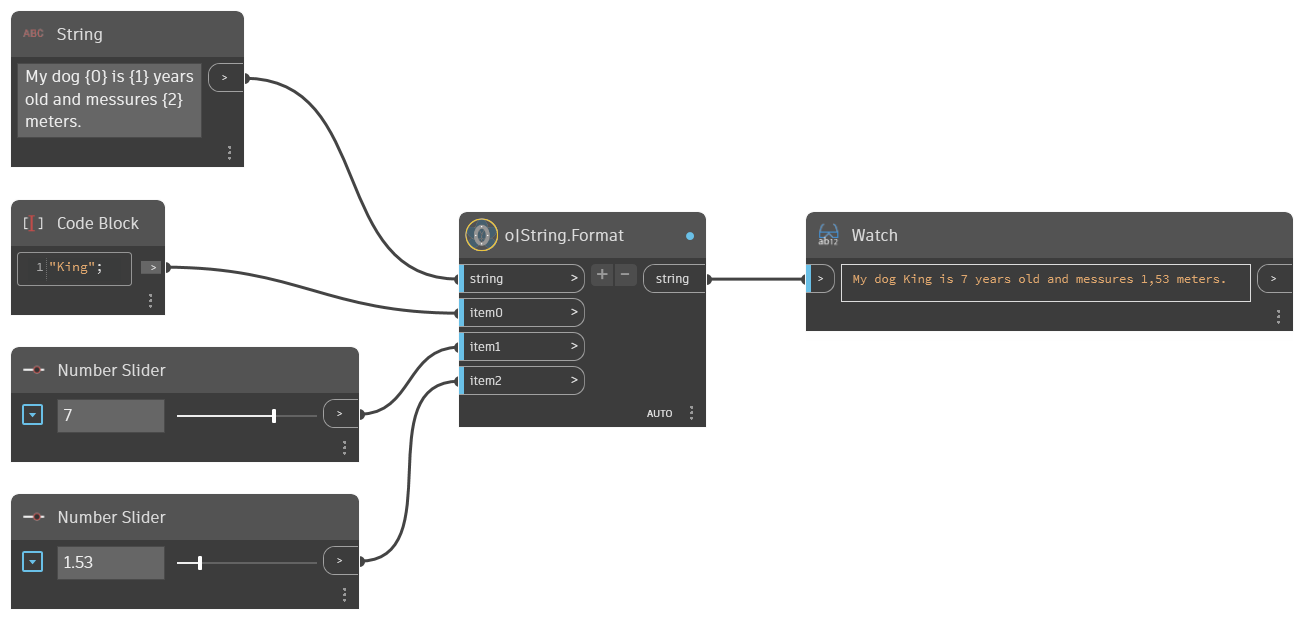 ABC String
My dog {0} is {1} years
old and messures {2}
meters.
>
[I] Code Block
1 "King"; >
Number Slider
7 >
Number Slider
1.53 >
o|String.Format
string > + − string
item0 >
item1 >
item2 >
AUTO
ab12 Watch
> My dog King is 7 years old and messures 1,53 meters. >